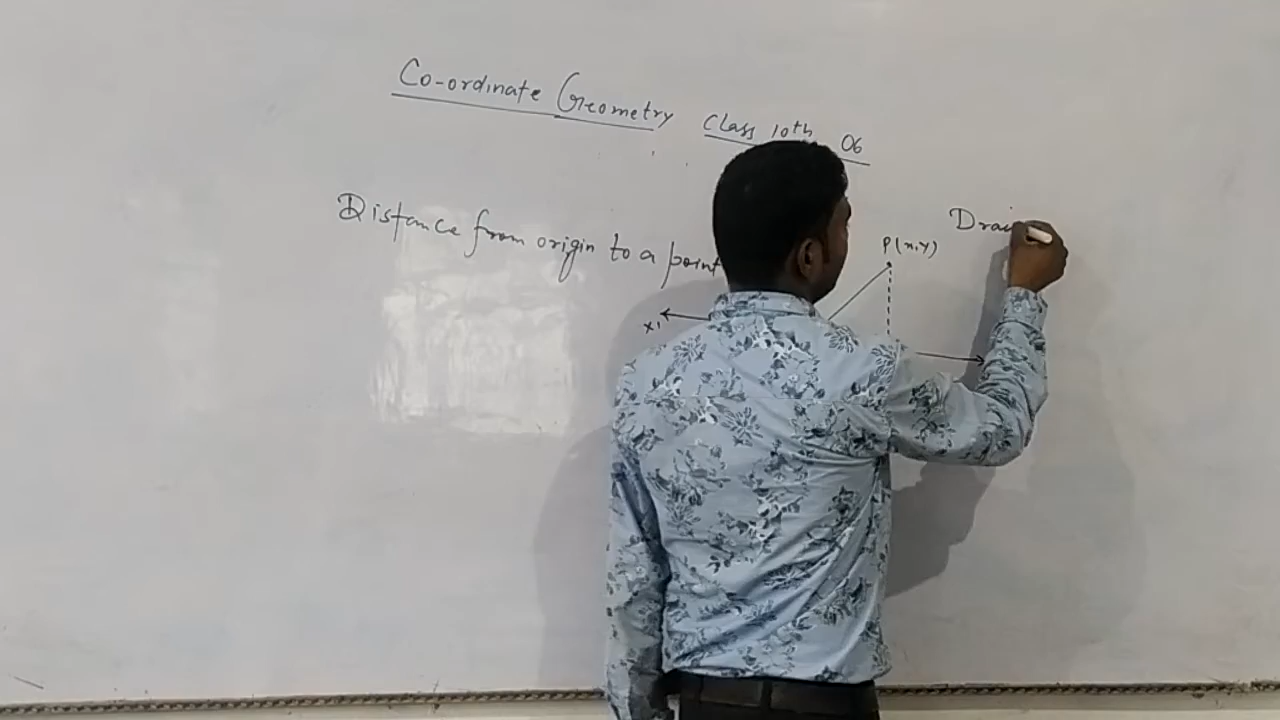 Co-ordinate Geometry Class 10th 06
Distance from origin to a point
P(x,y)
X'